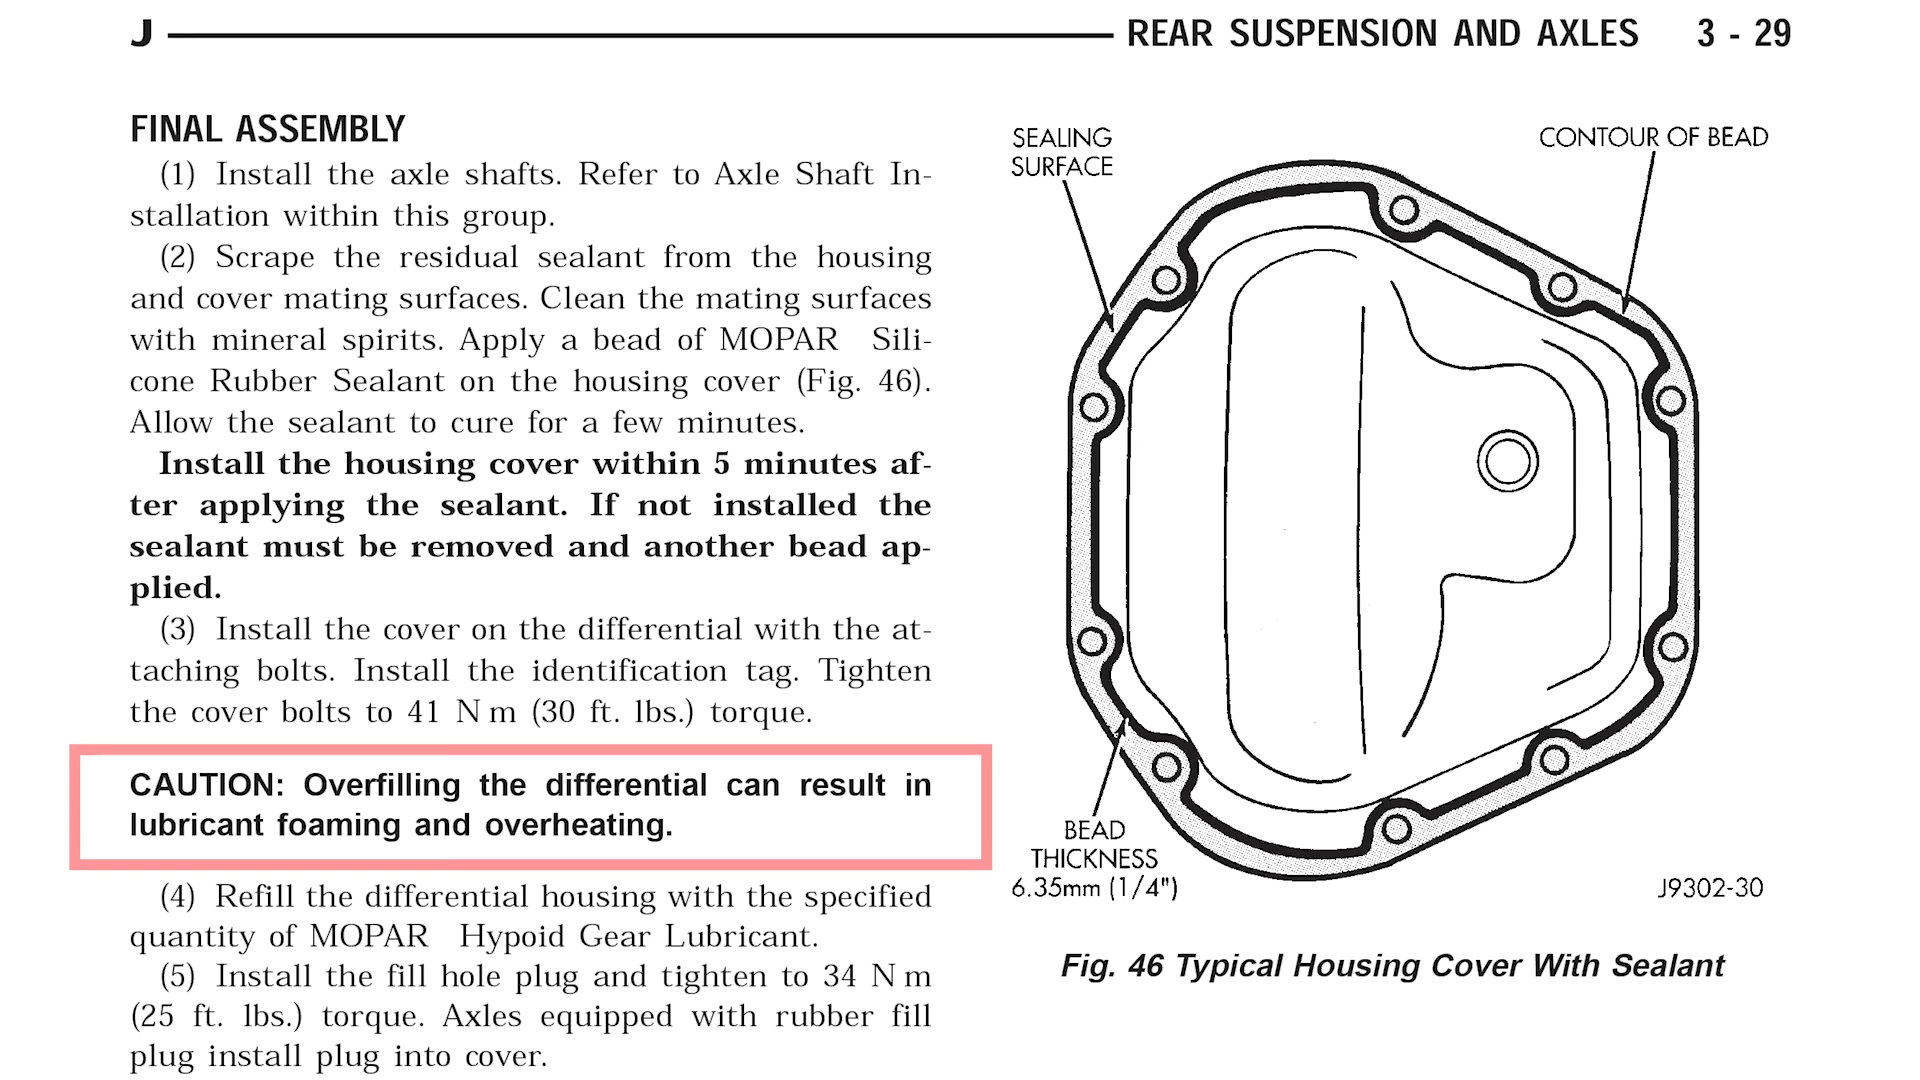 J REAR SUSPENSION AND AXLES 3 - 29
FINAL ASSEMBLY
(1) Install the axle shafts. Refer to Axle Shaft In-
stallation within this group.
(2) Scrape the residual sealant from the housing
and cover mating surfaces. Clean the mating surfaces
with mineral spirits. Apply a bead of MOPAR Sili-
cone Rubber Sealant on the housing cover (Fig. 46).
Allow the sealant to cure for a few minutes.
Install the housing cover within 5 minutes af-
ter applying the sealant. If not installed the
sealant must be removed and another bead ap-
plied.
(3) Install the cover on the differential with the at-
taching bolts. Install the identification tag. Tighten
the cover bolts to 41 N m (30 ft. lbs.) torque.
CAUTION: Overfilling the differential can result in
lubricant foaming and overheating.
(4) Refill the differential housing with the specified
quantity of MOPAR Hypoid Gear Lubricant.
(5) Install the fill hole plug and tighten to 34 N m
(25 ft. lbs.) torque. Axles equipped with rubber fill
plug install plug into cover.
SEALING
SURFACE
CONTOUR OF BEAD
BEAD
THICKNESS
6.35mm (1/4")
J9302-30
Fig. 46 Typical Housing Cover With Sealant